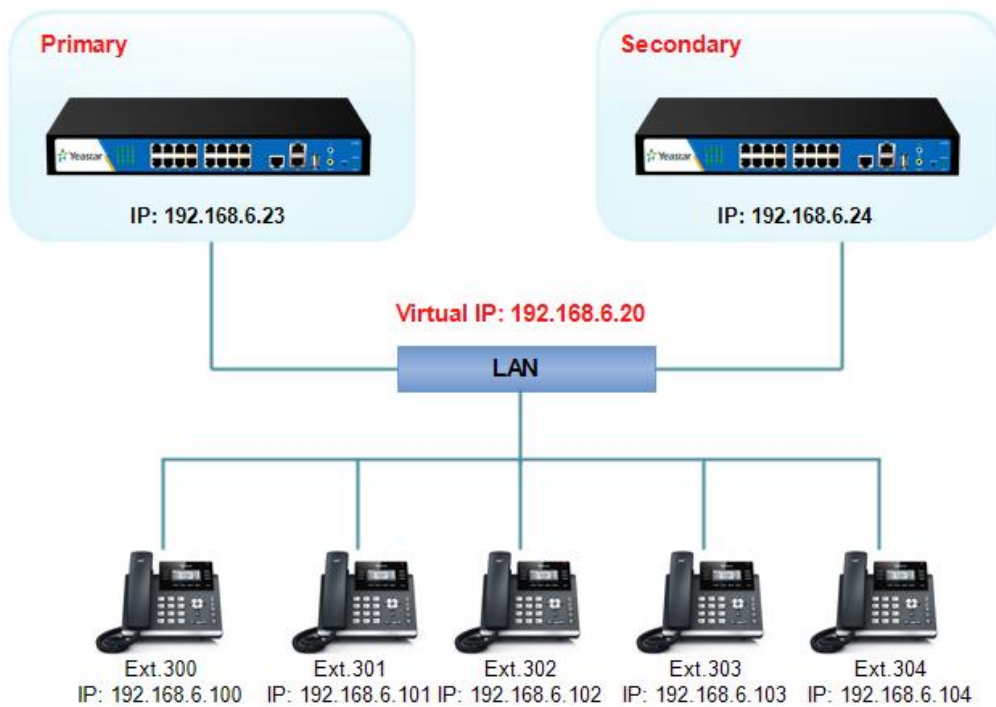 Primary
Secondary
Yeastar
Yeastar
IP: 192.168.6.23
IP: 192.168.6.24
Virtual IP: 192.168.6.20
LAN
Ext.300
Ext.301
Ext.302
Ext.303
Ext.304
IP: 192.168.6.100
IP: 192.168.6.101
IP: 192.168.6.102
IP: 192.168.6.103
IP: 192.168.6.104